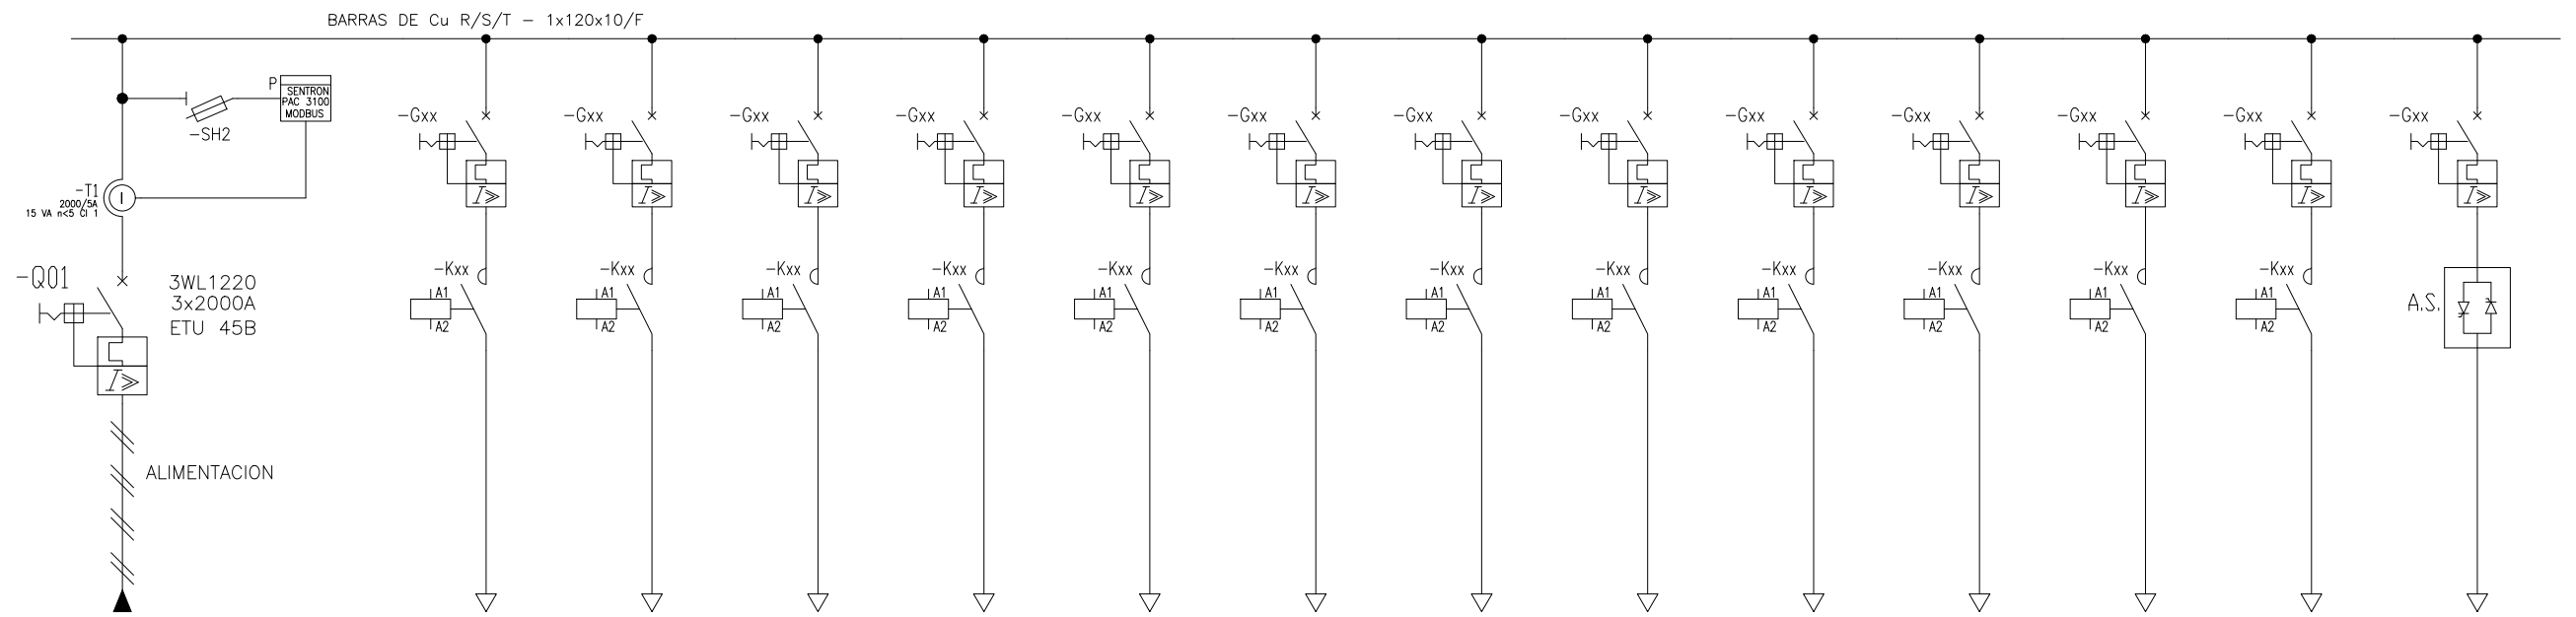 BARRAS DE Cu R/S/T - 1x120x10/F
P
SENTRON
PAC 3100
MODBUS
-SH2
-T1
2000/5A
15 VA n<5 Cl 1
I
-Q01
3WL1220
3x2000A
ETU 45B
I>
ALIMENTACION
-Gxx -Gxx -Gxx -Gxx -Gxx -Gxx -Gxx -Gxx -Gxx -Gxx -Gxx -Gxx -Gxx
I> I> I> I> I> I> I> I> I> I> I> I> I>
-Kxx -Kxx -Kxx -Kxx -Kxx -Kxx -Kxx -Kxx -Kxx -Kxx -Kxx -Kxx
A1 A1 A1 A1 A1 A1 A1 A1 A1 A1 A1 A1
A.S.
A2 A2 A2 A2 A2 A2 A2 A2 A2 A2 A2 A2